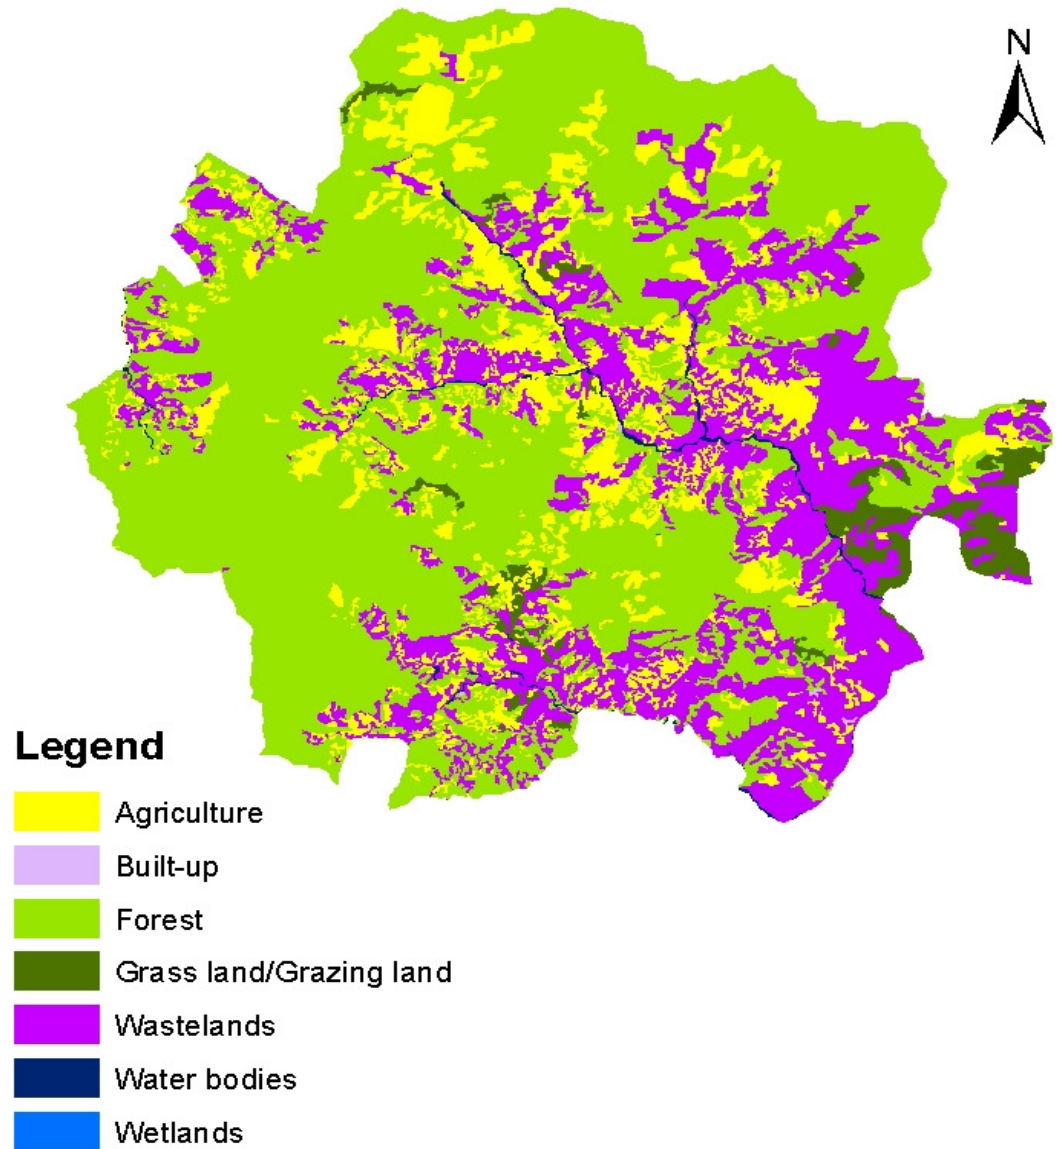 N
Legend
Agriculture
Built-up
Forest
Grass land/Grazing land
Wastelands
Water bodies
Wetlands